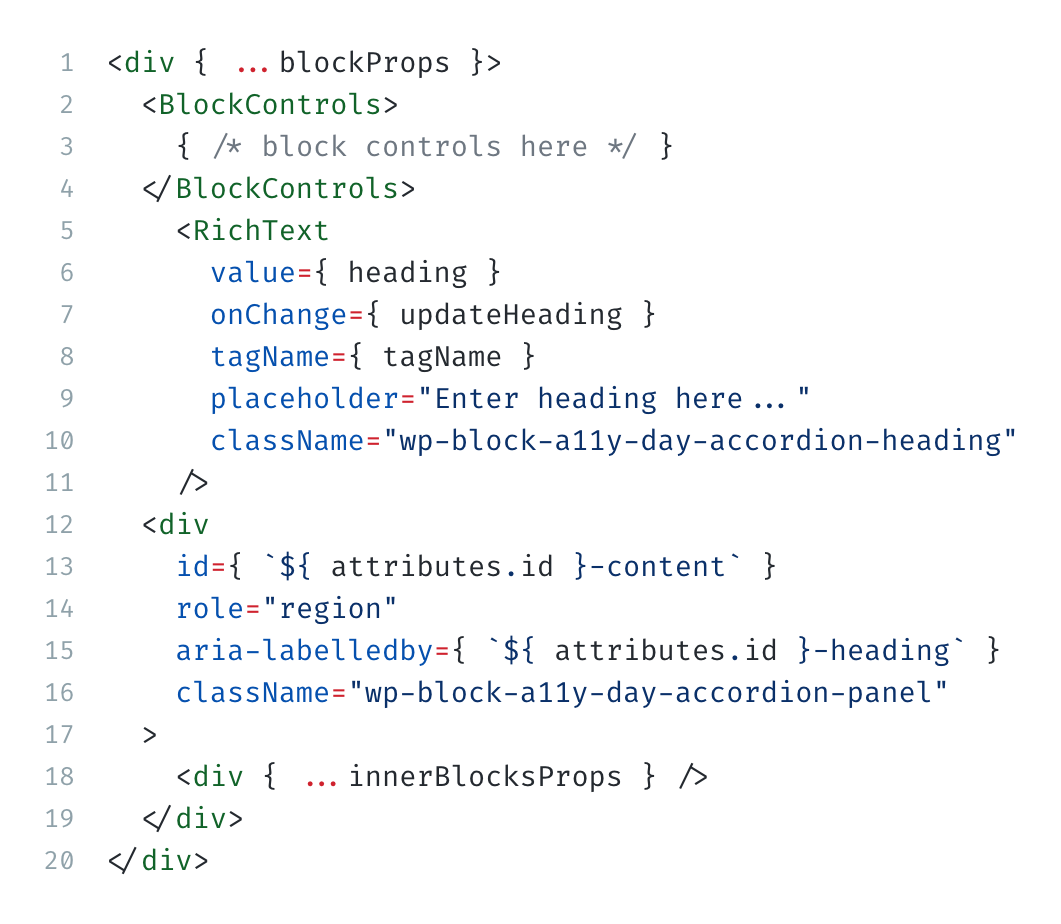 1 <div { ...blockProps }>
2   <BlockControls>
3     { /* block controls here */ }
4   </BlockControls>
5     <RichText
6       value={ heading }
7       onChange={ updateHeading }
8       tagName={ tagName }
9       placeholder="Enter heading here..."
10       className="wp-block-a11y-day-accordion-heading"
11     />
12   <div
13     id={ `${ attributes.id }-content` }
14     role="region"
15     aria-labelledby={ `${ attributes.id }-heading` }
16     className="wp-block-a11y-day-accordion-panel"
17   >
18     <div { ...innerBlocksProps } />
19   </div>
20 </div>